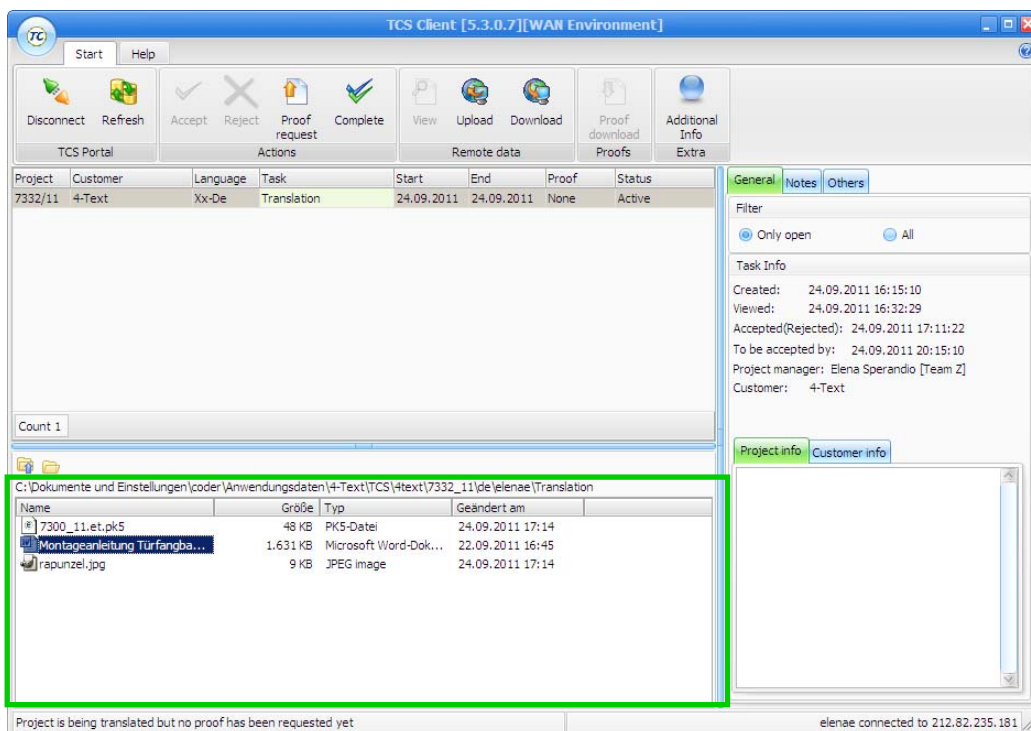 TCS Client [5.3.0.7][WAN Environment]
TC
Start Help
Disconnect Refresh Accept Reject Proof request Complete View Upload Download Proof download Additional Info
TCS Portal Actions Remote data Proofs Extra
Project Customer Language Task Start End Proof Status
7332/11 4-Text Xx-De Translation 24.09.2011 24.09.2011 None Active
Count 1
General Notes Others
Filter
Only open All
Task Info
Created: 24.09.2011 16:15:10
Viewed: 24.09.2011 16:32:29
Accepted(Rejected): 24.09.2011 17:11:22
To be accepted by: 24.09.2011 20:15:10
Project manager: Elena Sperandio [Team Z]
Customer: 4-Text
Project info Customer info
C:\Dokumente und Einstellungen\coder\Anwendungsdaten\4-Text\TCS\4text\7332_11\de\elenae\Translation
Name Größe Typ Geändert am
7300_11.et.pk5 48 KB PK5-Datei 24.09.2011 17:14
Montageanleitung Türfangba... 1.631 KB Microsoft Word-Dok... 22.09.2011 16:45
rapunzel.jpg 9 KB JPEG image 24.09.2011 17:14
Project is being translated but no proof has been requested yet
elenae connected to 212.82.235.181